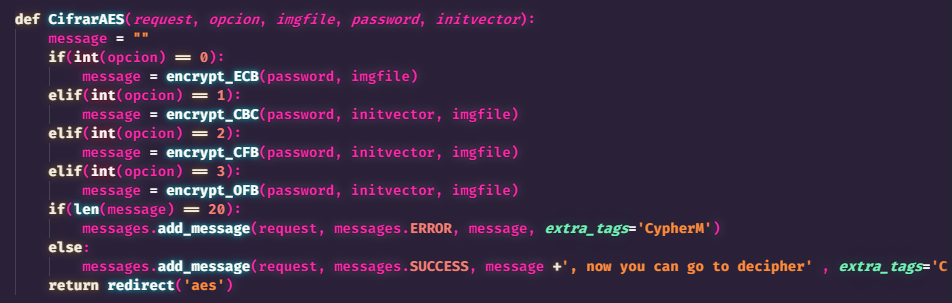 def CifrarAES(request, opcion, imgfile, password, initvector):
    message = ""
    if(int(opcion) == 0):
        message = encrypt_ECB(password, imgfile)
    elif(int(opcion) == 1):
        message = encrypt_CBC(password, initvector, imgfile)
    elif(int(opcion) == 2):
        message = encrypt_CFB(password, initvector, imgfile)
    elif(int(opcion) == 3):
        message = encrypt_OFB(password, initvector, imgfile)
    if(len(message) == 20):
        messages.add_message(request, messages.ERROR, message, extra_tags='CypherM')
    else:
        messages.add_message(request, messages.SUCCESS, message +', now you can go to decipher' , extra_tags='C
    return redirect('aes')